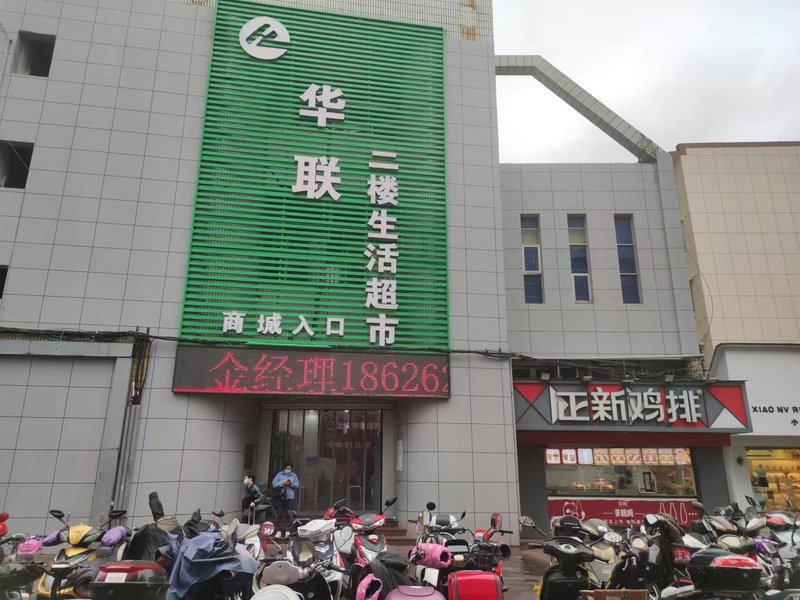 华联
二楼生活超市
商城入口
金经理186262
正新鸡排
XIAO NV R
小